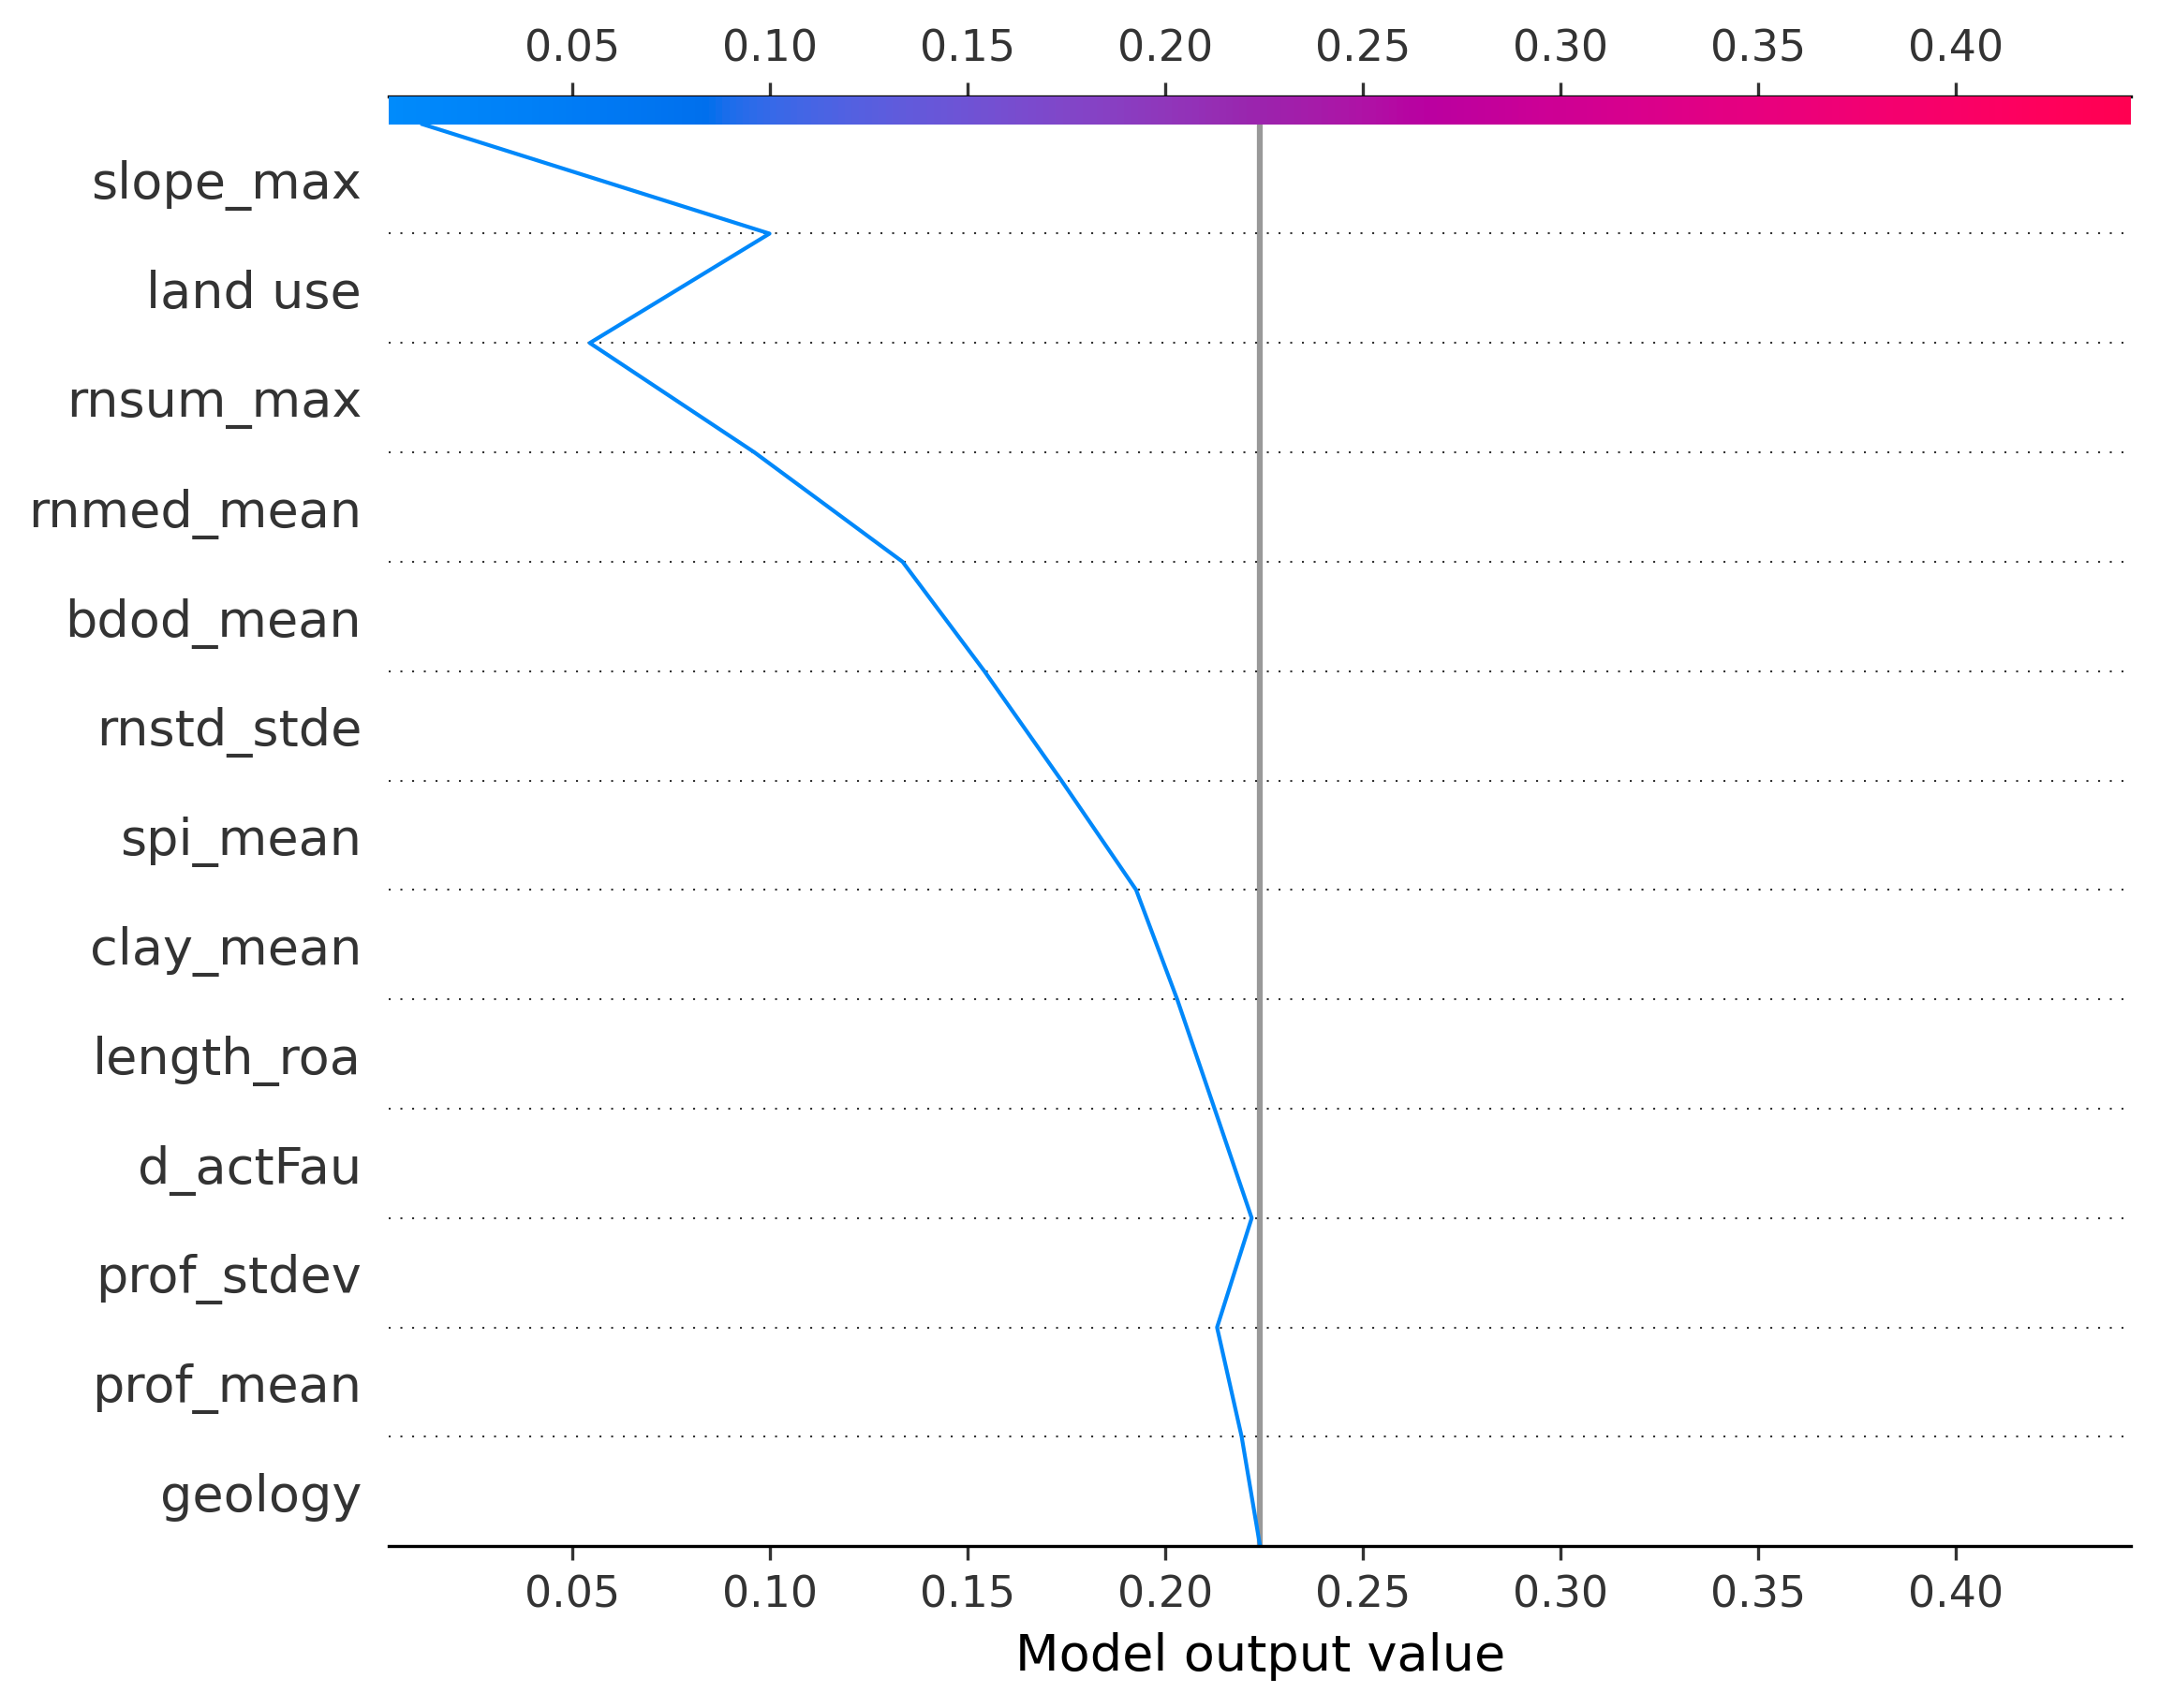 0.05 0.10 0.15 0.20 0.25 0.30 0.35 0.40
slope_max
land use
rnsum_max
rnmed_mean
bdod_mean
rnstd_stde
spi_mean
clay_mean
length_roa
d_actFau
prof_stdev
prof_mean
geology
0.05 0.10 0.15 0.20 0.25 0.30 0.35 0.40
Model output value